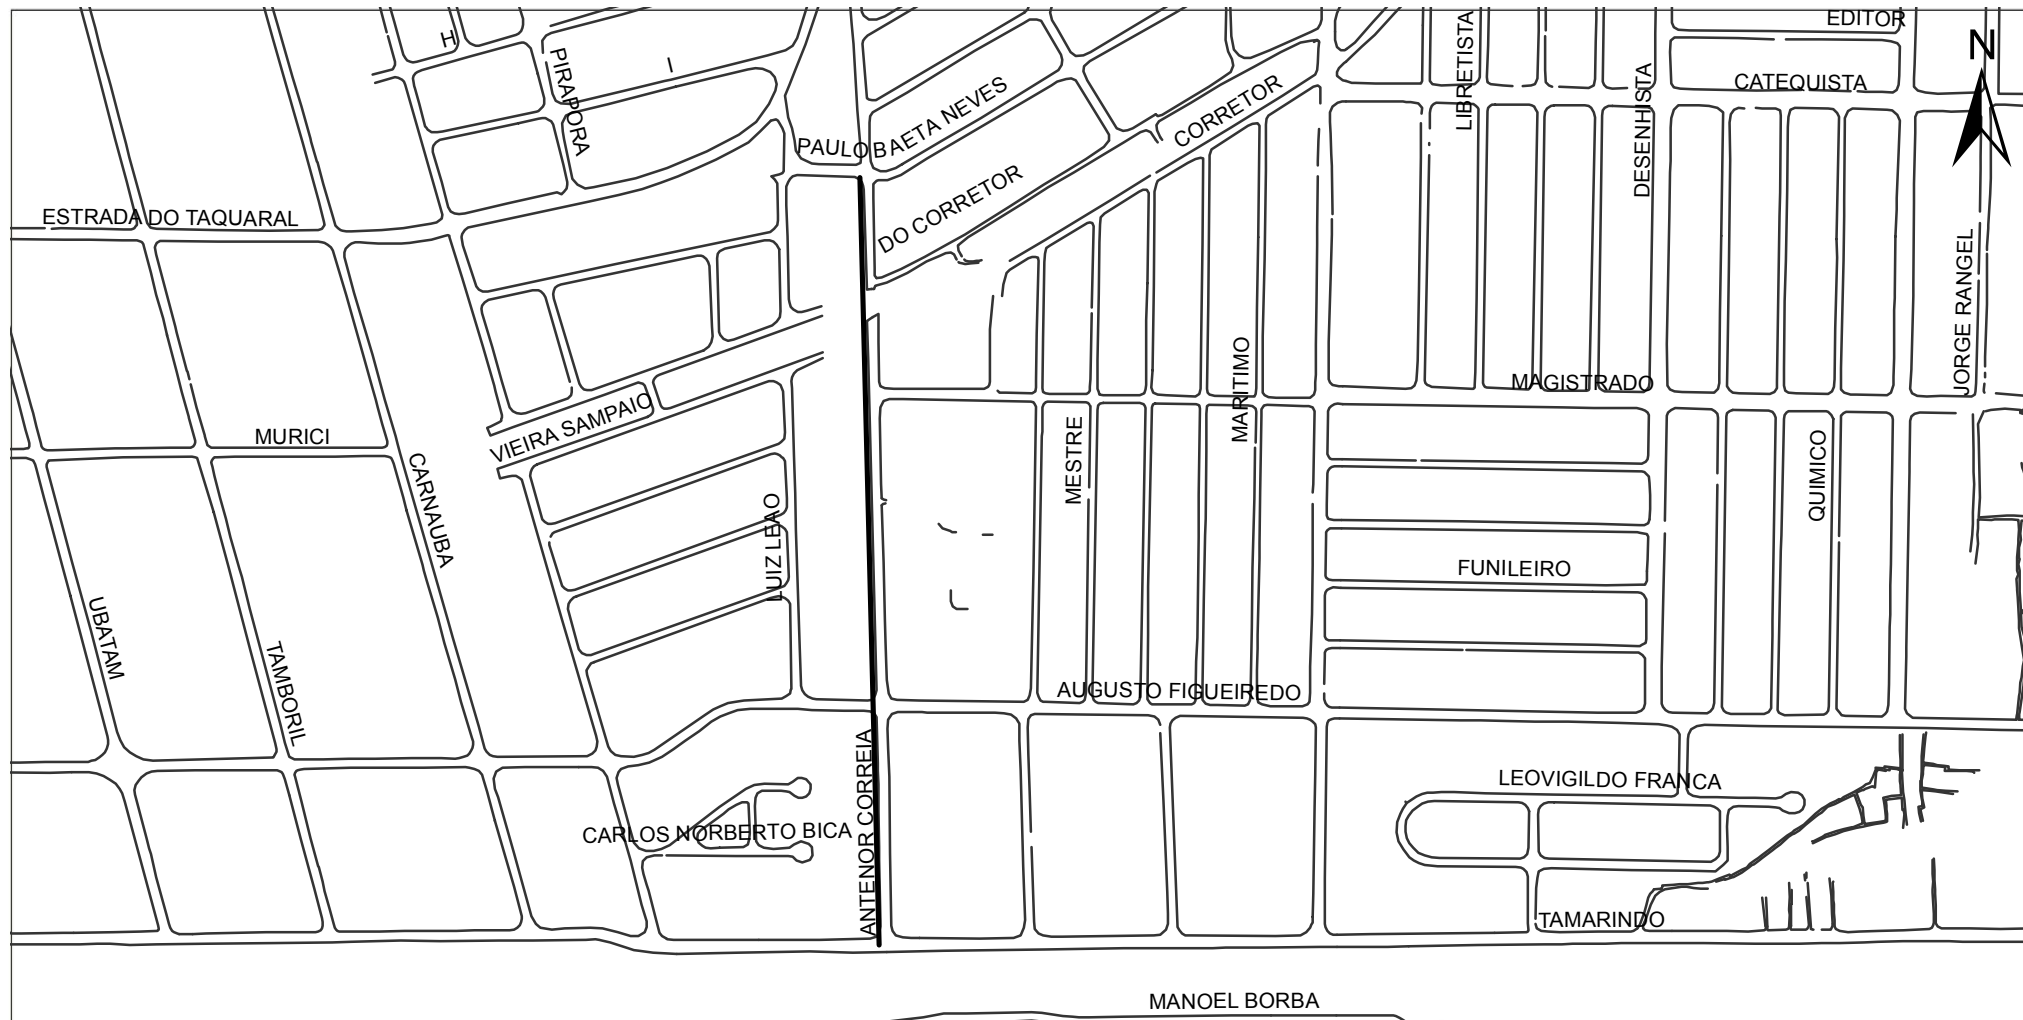 EDITOR
H
N
I
PIRAPORA
LIBRETISTA
CATEQUISTA
DESENHISTA
CORRETOR
PAULO BAETA NEVES
DO CORRETOR
ESTRADA DO TAQUARAL
JORGE RANGEL
MARITIMO
MAGISTRADO
VIEIRA SAMPAIO
MURICI
MESTRE
QUIMICO
CARNAUBA
LUIZ LEAO
FUNILEIRO
UBATAM
TAMBORIL
AUGUSTO FIGUEIREDO
ANTENOR CORREIA
LEOVIGILDO FRANCA
CARLOS NORBERTO BICA
TAMARINDO
MANOEL BORBA